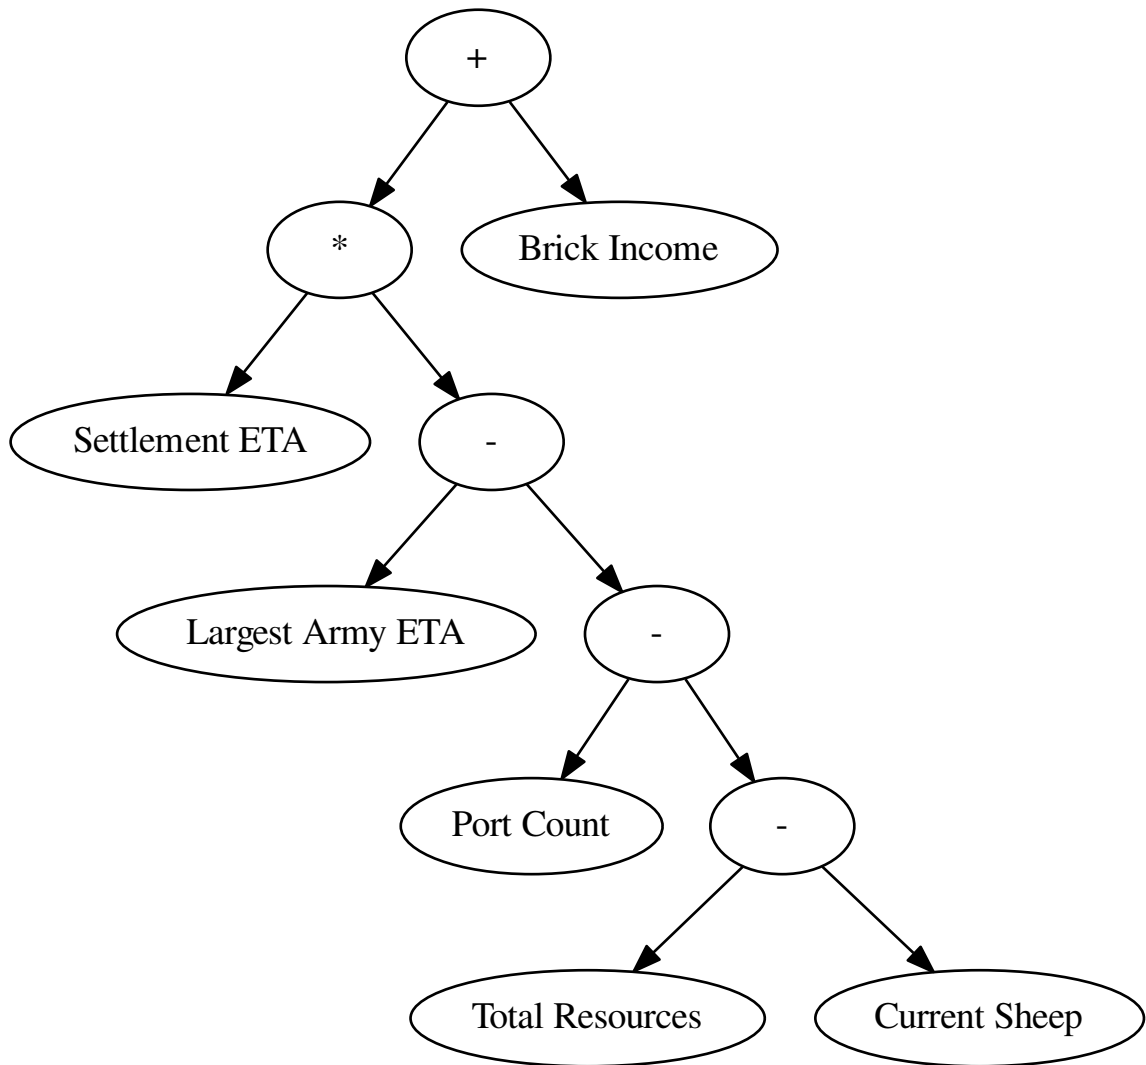 +
*
Brick Income
Settlement ETA
-
Largest Army ETA
-
Port Count
-
Total Resources
Current Sheep